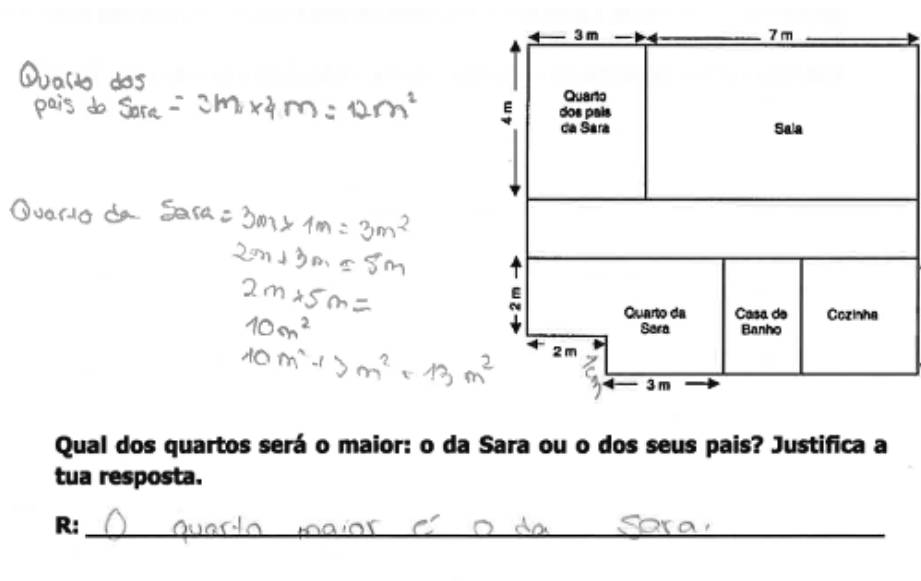 3 m
7 m
Quarto dos
pais da Sara = 3m x 4m = 12m²
4 m
Quarto
dos pais
da Sara
Sala
Quarto da Sara = 3m x 1m = 3m²
2m + 3m = 5m
2m x 5m =
10m²
10m² + 3m² = 13m²
2 m
Quarto da
Sara
Casa de
Banho
Cozinha
2 m
3 m
Qual dos quartos será o maior: o da Sara ou o dos seus pais? Justifica a
tua resposta.
R: O quarto maior é o da Sara.